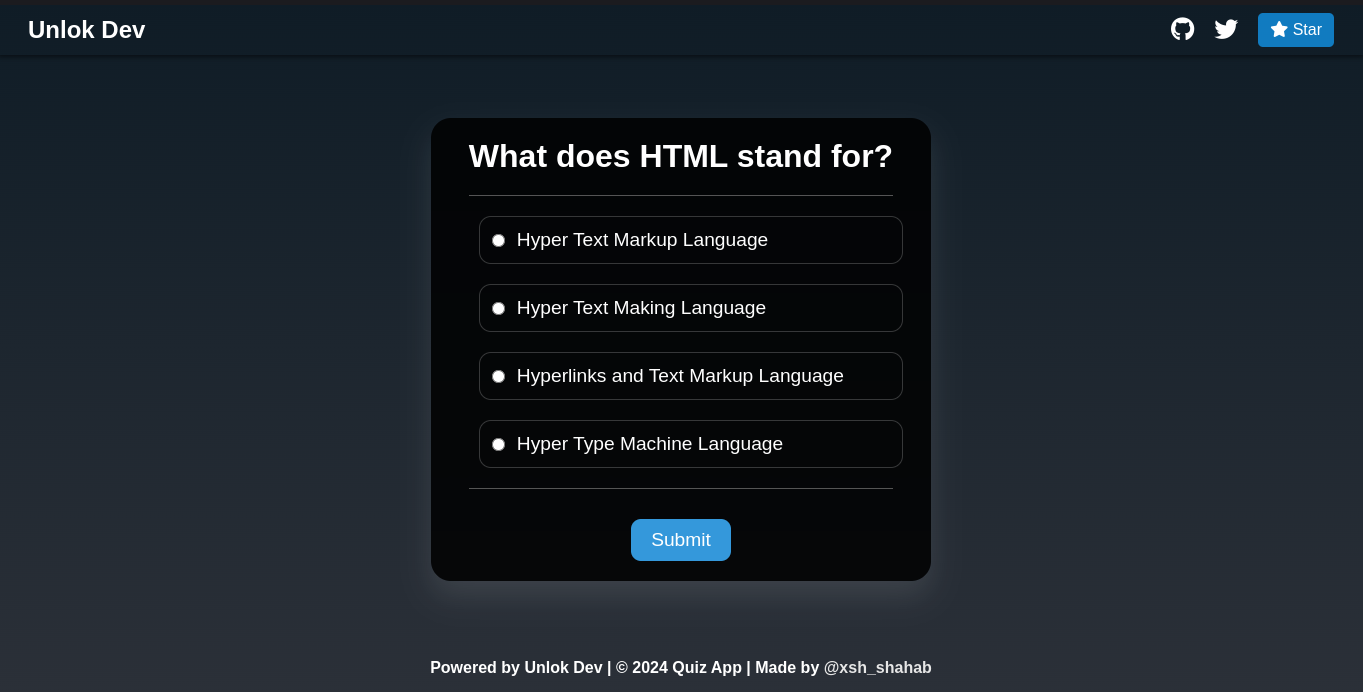 Unlok Dev
Star
What does HTML stand for?
Hyper Text Markup Language
Hyper Text Making Language
Hyperlinks and Text Markup Language
Hyper Type Machine Language
Submit
Powered by Unlok Dev | © 2024 Quiz App | Made by @xsh_shahab